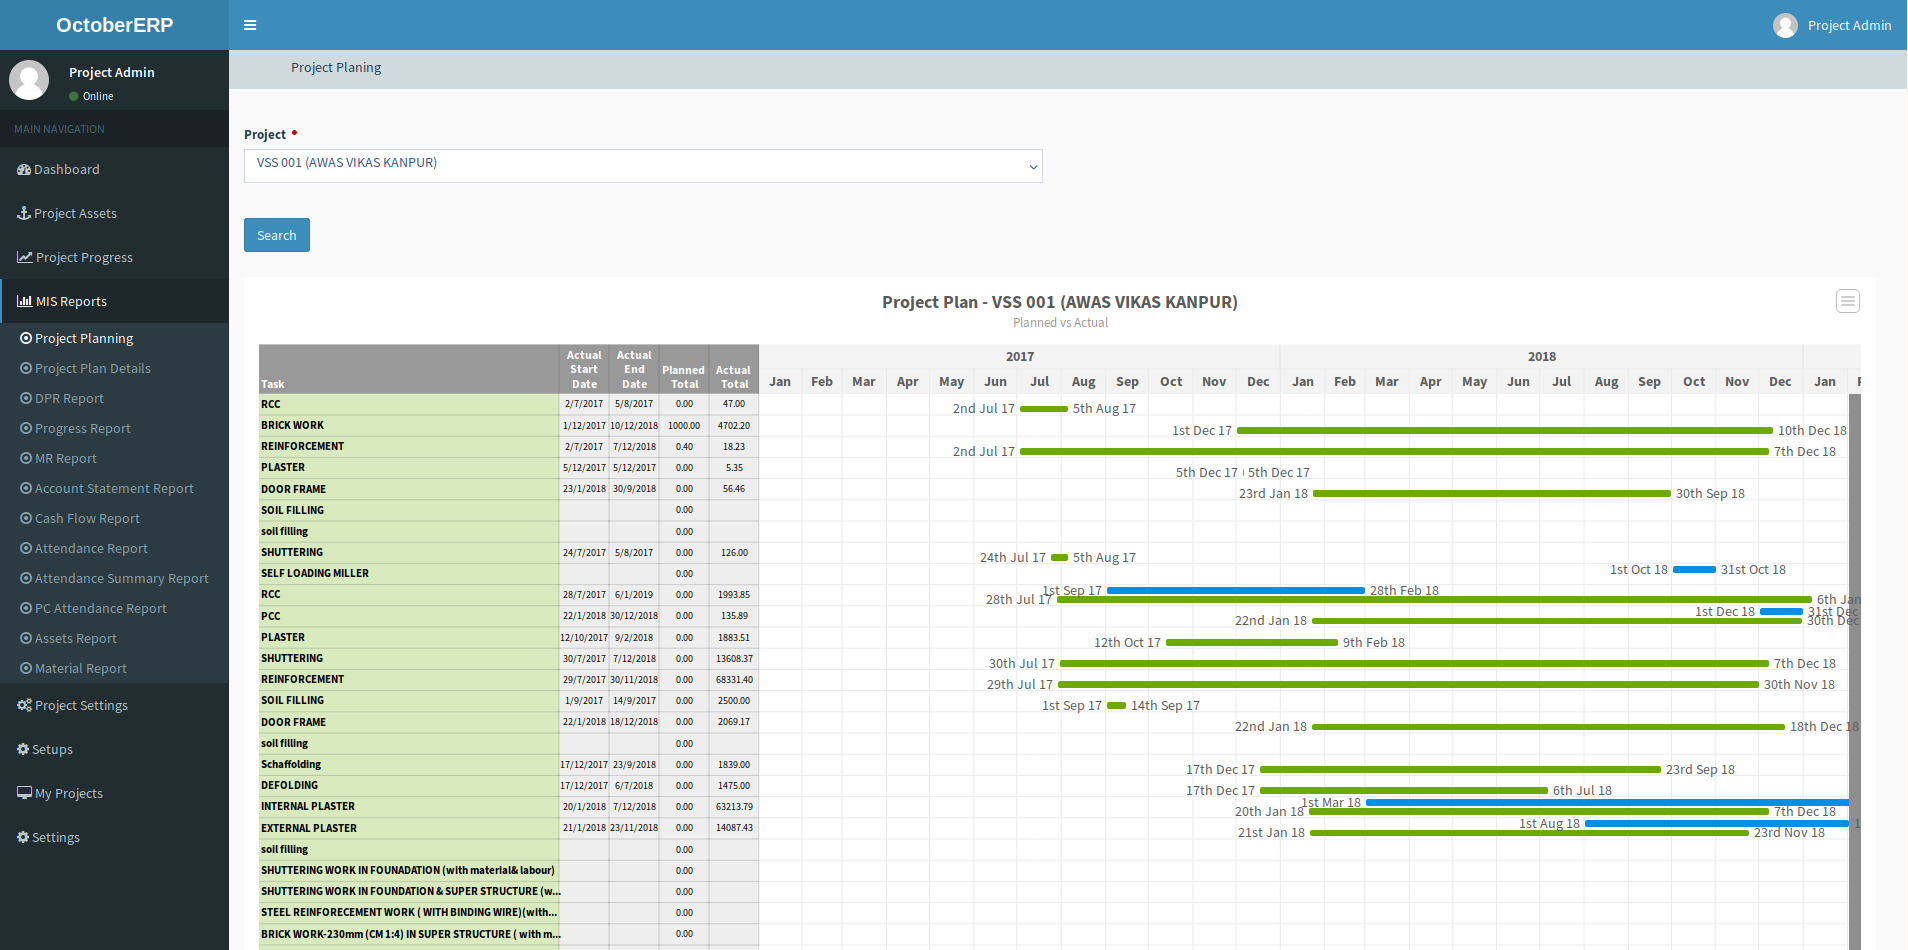 OctoberERP
Project Admin
Project Admin
Online
MAIN NAVIGATION
Dashboard
Project Assets
Project Progress
MIS Reports
Project Planning
Project Plan Details
DPR Report
Progress Report
MR Report
Account Statement Report
Cash Flow Report
Attendance Report
Attendance Summary Report
PC Attendance Report
Assets Report
Material Report
Project Settings
Setups
My Projects
Settings
Project Planing
Project •
VSS 001 (AWAS VIKAS KANPUR)
Search
Project Plan - VSS 001 (AWAS VIKAS KANPUR)
Planned vs Actual
Task Actual Start Date Actual End Date Planned Total Actual Total
2017 2018
Jan Feb Mar Apr May Jun Jul Aug Sep Oct Nov Dec Jan Feb Mar Apr May Jun Jul Aug Sep Oct Nov Dec Jan
RCC 2/7/2017 5/8/2017 0.00 47.00 2nd Jul 17 5th Aug 17
BRICK WORK 1/12/2017 10/12/2018 1000.00 4702.20 1st Dec 17 10th Dec 18
REINFORCEMENT 2/7/2017 7/12/2018 0.40 18.23 2nd Jul 17 7th Dec 18
PLASTER 5/12/2017 5/12/2017 0.00 5.35 5th Dec 17 5th Dec 17
DOOR FRAME 23/1/2018 30/9/2018 0.00 56.46 23rd Jan 18 30th Sep 18
SOIL FILLING 0.00
soil filling 0.00
SHUTTERING 24/7/2017 5/8/2017 0.00 126.00 24th Jul 17 5th Aug 17
SELF LOADING MILLER 0.00 1st Oct 18 31st Oct 18
RCC 28/7/2017 6/1/2019 0.00 1993.85 1st Sep 17 28th Feb 18 28th Jul 17 6th Jan
PCC 22/1/2018 30/12/2018 0.00 135.89 1st Dec 18 31st Dec 22nd Jan 18 30th Dec
PLASTER 12/10/2017 9/2/2018 0.00 1883.51 12th Oct 17 9th Feb 18
SHUTTERING 30/7/2017 7/12/2018 0.00 13608.37 30th Jul 17 7th Dec 18
REINFORCEMENT 29/7/2017 30/11/2018 0.00 68331.40 29th Jul 17 30th Nov 18
SOIL FILLING 1/9/2017 14/9/2017 0.00 2500.00 1st Sep 17 14th Sep 17
DOOR FRAME 22/1/2018 18/12/2018 0.00 2069.17 22nd Jan 18 18th Dec 18
soil filling 0.00
Schaffolding 17/12/2017 23/9/2018 0.00 1839.00 17th Dec 17 23rd Sep 18
DEFOLDING 17/12/2017 6/7/2018 0.00 1475.00 17th Dec 17 6th Jul 18
INTERNAL PLASTER 20/1/2018 7/12/2018 0.00 63213.79 1st Mar 18 20th Jan 18 7th Dec 18
EXTERNAL PLASTER 21/1/2018 23/11/2018 0.00 14087.43 1st Aug 18 21st Jan 18 23rd Nov 18
soil filling 0.00
SHUTTERING WORK IN FOUNADATION (with material& labour) 0.00
SHUTTERING WORK IN FOUNDATION & SUPER STRUCTURE (w... 0.00
STEEL REINFORECEMENT WORK ( WITH BINDING WIRE)(with... 0.00
BRICK WORK-230mm (CM 1:4) IN SUPER STRUCTURE ( with m... 0.00